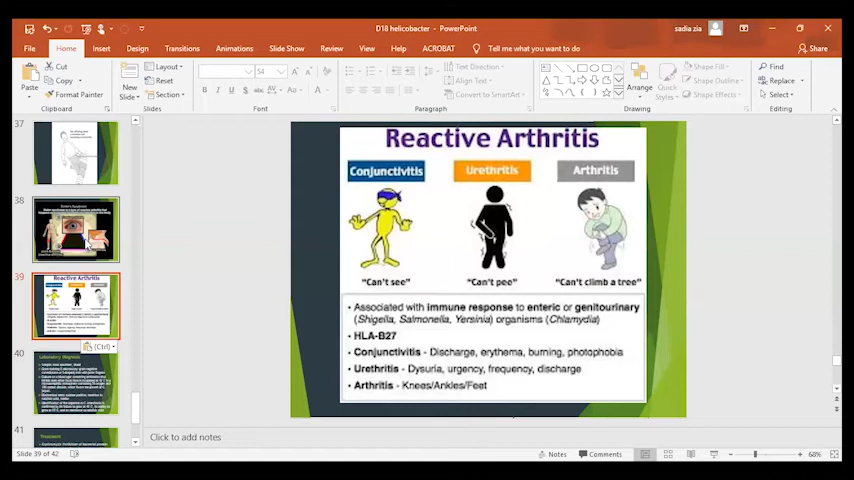 D18 helicobacter - PowerPoint
sadia zia
File Home Insert Design Transitions Animations Slide Show Review View Help ACROBAT Tell me what you want to do Share
Paste
Cut
Copy
Format Painter
Clipboard
New
Slide
Layout
Reset
Section
Slides
54
B I U S
Font
Text Direction
Align Text
Convert to SmartArt
Paragraph
Arrange
Quick
Styles
Shape Fill
Shape Outline
Shape Effects
Drawing
Find
Replace
Select
Editing
37
38
39
Reactive Arthritis
(Ctrl)
40
Laboratory Diagnosis
41
Treatment
Reactive Arthritis
Conjunctivitis Urethritis Arthritis
"Can't see" "Can't pee" "Can't climb a tree"
• Associated with immune response to enteric or genitourinary
(Shigella, Salmonella, Yersinia) organisms (Chlamydia)
• HLA-B27
• Conjunctivitis - Discharge, erythema, burning, photophobia
• Urethritis - Dysuria, urgency, frequency, discharge
• Arthritis - Knees/Ankles/Feet
Click to add notes
Slide 39 of 42
Notes
Comments
68%